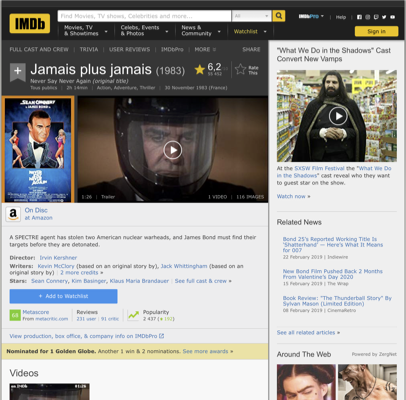 IMDb
Find Movies, TV shows, Celebrities and more...
All
IMDbPro
Help
Movies, TV & Showtimes
Celebs, Events & Photos
News & Community
Watchlist
Sign in
FULL CAST AND CREW | TRIVIA | USER REVIEWS | IMDbPro | MORE
SHARE
Jamais plus jamais (1983)
Never Say Never Again (original title)
Tous publics | 2h 14min | Action, Adventure, Thriller | 30 November 1983 (France)
6,2
Rate This
SEAN CONNERY
JAMES BOND
1:26 | Trailer
1 VIDEO | 116 IMAGES
On Disc
at Amazon
A SPECTRE agent has stolen two American nuclear warheads, and James Bond must find their targets before they are detonated.
Director: Irvin Kershner
Writers: Kevin McClory (based on an original story by), Jack Whittingham (based on an original story by) | 2 more credits »
Stars: Sean Connery, Kim Basinger, Klaus Maria Brandauer | See full cast & crew »
+ Add to Watchlist
Metascore
From metacritic.com
Reviews
231 user | 91 critic
Popularity
2 437
View production, box office, & company info on IMDbPro
Nominated for 1 Golden Globe. Another 1 win & 2 nominations. See more awards »
Videos
"What We Do in the Shadows" Cast Convert New Vamps
At the SXSW Film Festival the "What We Do in the Shadows" cast reveal who they want to guest star on the show.
Watch now »
Related News
Bond 25's Reported Working Title Is 'Shatterhand' — Here's What It Means for 007
22 February 2019 | Indiewire
New Bond Film Pushed Back 2 Months From Valentine's Day 2020
15 February 2019 | The Wrap
Book Review: "The Thunderball Story" By Sylvan Mason (Limited Edition)
08 February 2019 | CinemaRetro
See all related articles »
Around The Web
Powered by ZergNet